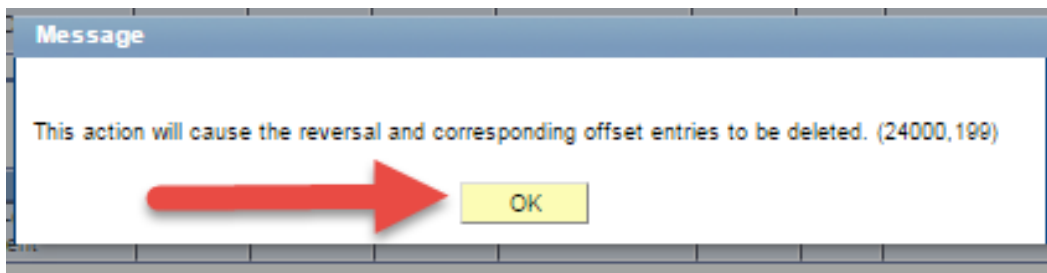 Message
This action will cause the reversal and corresponding offset entries to be deleted. (24000,199)
OK